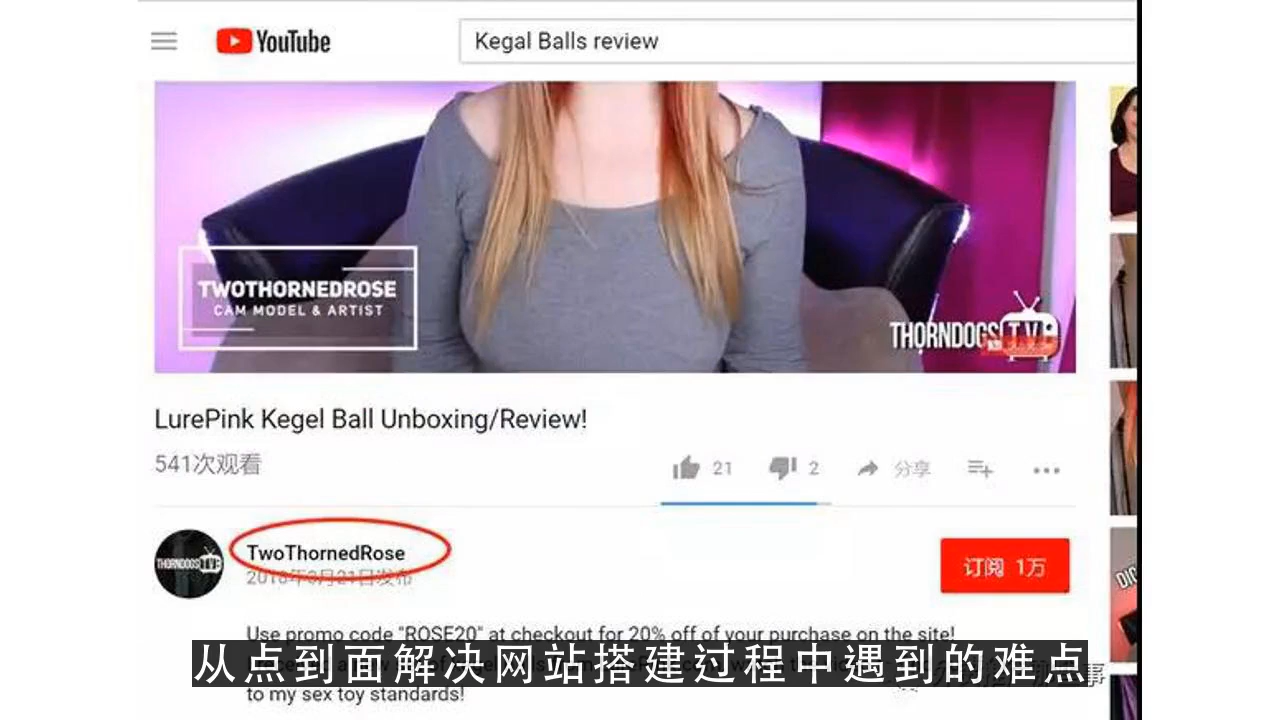 YouTube
Kegal Balls review
TWOTHORNEDROSE
CAM MODEL & ARTIST
THORNDOGS TV
LurePink Kegel Ball Unboxing/Review!
541次观看
21
2
分享
THORNDOGSTV
TwoThornedRose
订阅 1万
Use promo code "ROSE20" at checkout for 20% off of your purchase on the site!
从点到面解决网站搭建过程中遇到的难点
to my sex toy standards!